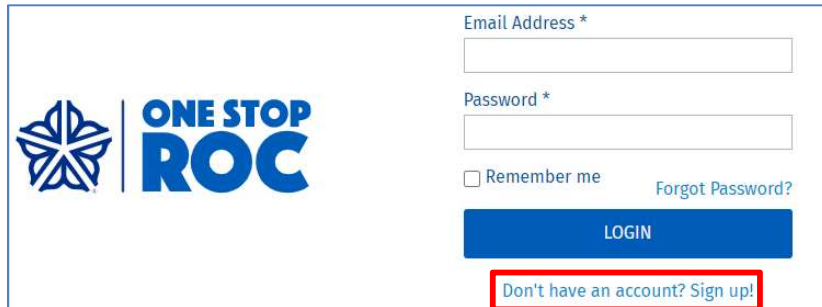 ONE STOP
ROC
Email Address *
Password *
Remember me
Forgot Password?
LOGIN
Don't have an account? Sign up!